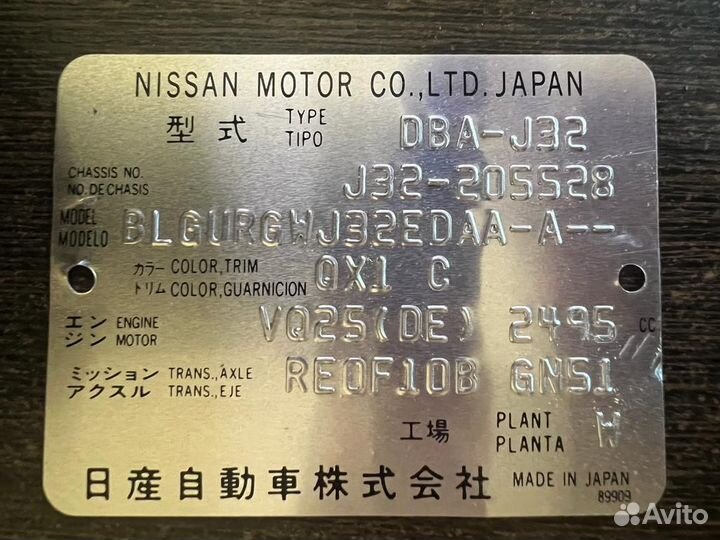 NISSAN MOTOR CO.,LTD. JAPAN
型式 TYPE TIPO DBA-J32
CHASSIS NO. NO. DE CHASIS J32-205528
MODEL MODELO BLGURGWJ32EDAA-A--
カラー COLOR,TRIM トリム COLOR,GUARNICION QX1 C
エンジン ENGINE MOTOR VQ25(DE) 2495 CC
ミッション TRANS.,AXLE アクスル TRANS.,EJE RE0F10B GN51
工場 PLANT PLANTA W
日産自動車株式会社 MADE IN JAPAN
89909
Avito